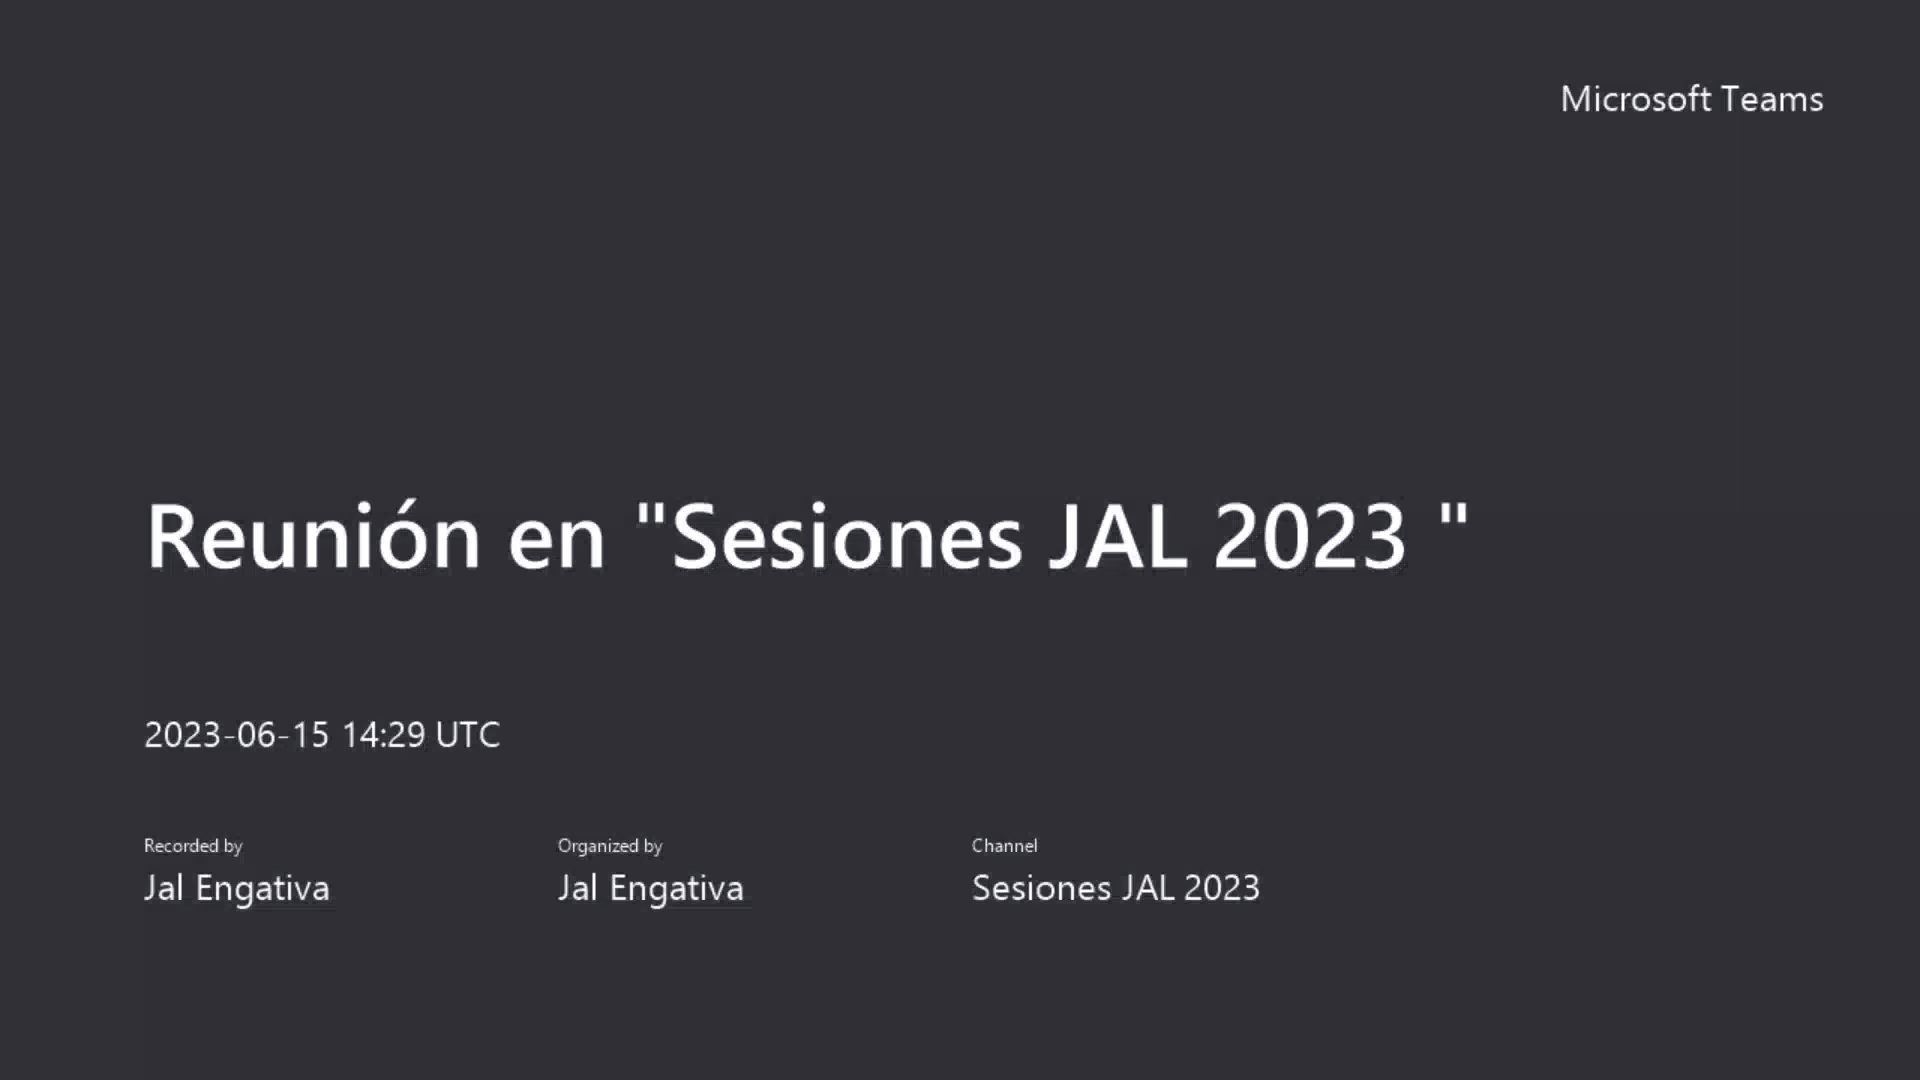 Microsoft Teams
Reunión en "Sesiones JAL 2023 "
2023-06-15 14:29 UTC
Recorded by
Jal Engativa
Organized by
Jal Engativa
Channel
Sesiones JAL 2023